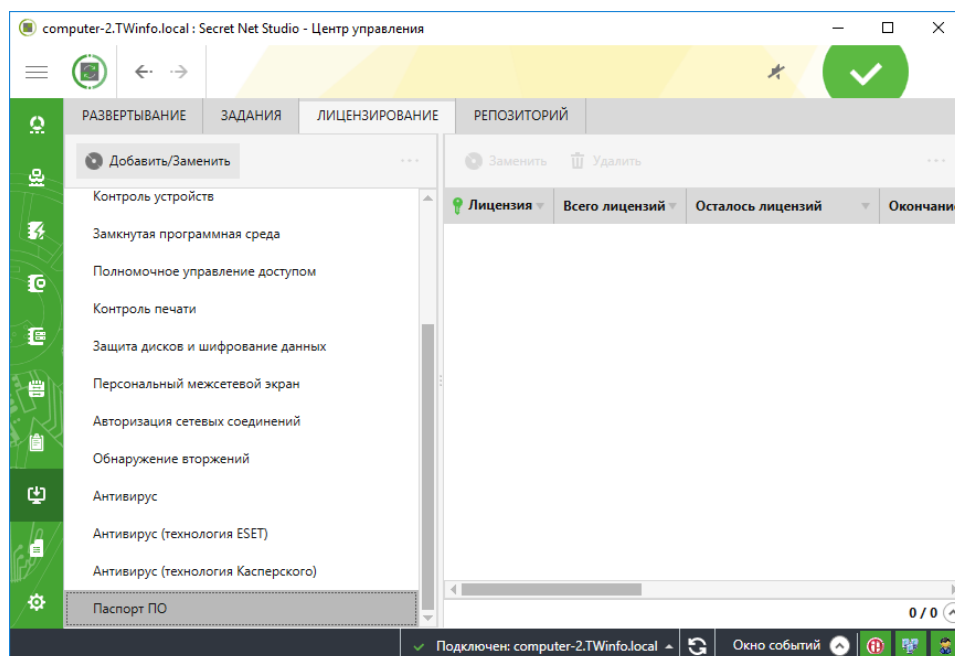 computer-2.TWinfo.local : Secret Net Studio - Центр управления
РАЗВЕРТЫВАНИЕ ЗАДАНИЯ ЛИЦЕНЗИРОВАНИЕ РЕПОЗИТОРИЙ
Добавить/Заменить ... Заменить Удалить ...
Лицензия Всего лицензий Осталось лицензий Окончание
Контроль устройств
Замкнутая программная среда
Полномочное управление доступом
Контроль печати
Защита дисков и шифрование данных
Персональный межсетевой экран
Авторизация сетевых соединений
Обнаружение вторжений
Антивирус
Антивирус (технология ESET)
Антивирус (технология Касперского)
Паспорт ПО
0 / 0
Подключен: computer-2.TWinfo.local Окно событий